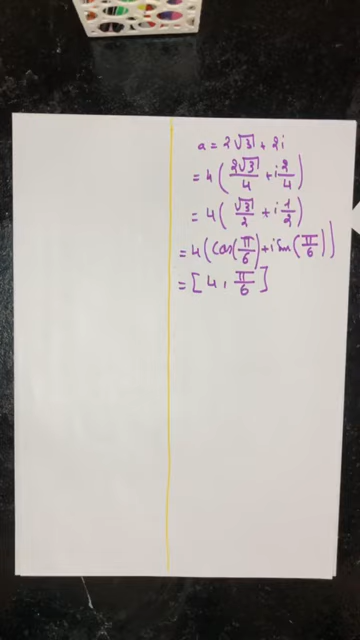 a = 2√3 + 2i
= 4 ( 2√3/4 + i 2/4 )
= 4 ( √3/2 + i 1/2 )
= 4 ( cos(π/6) + i sin(π/6) )
= [ 4 , π/6 ]